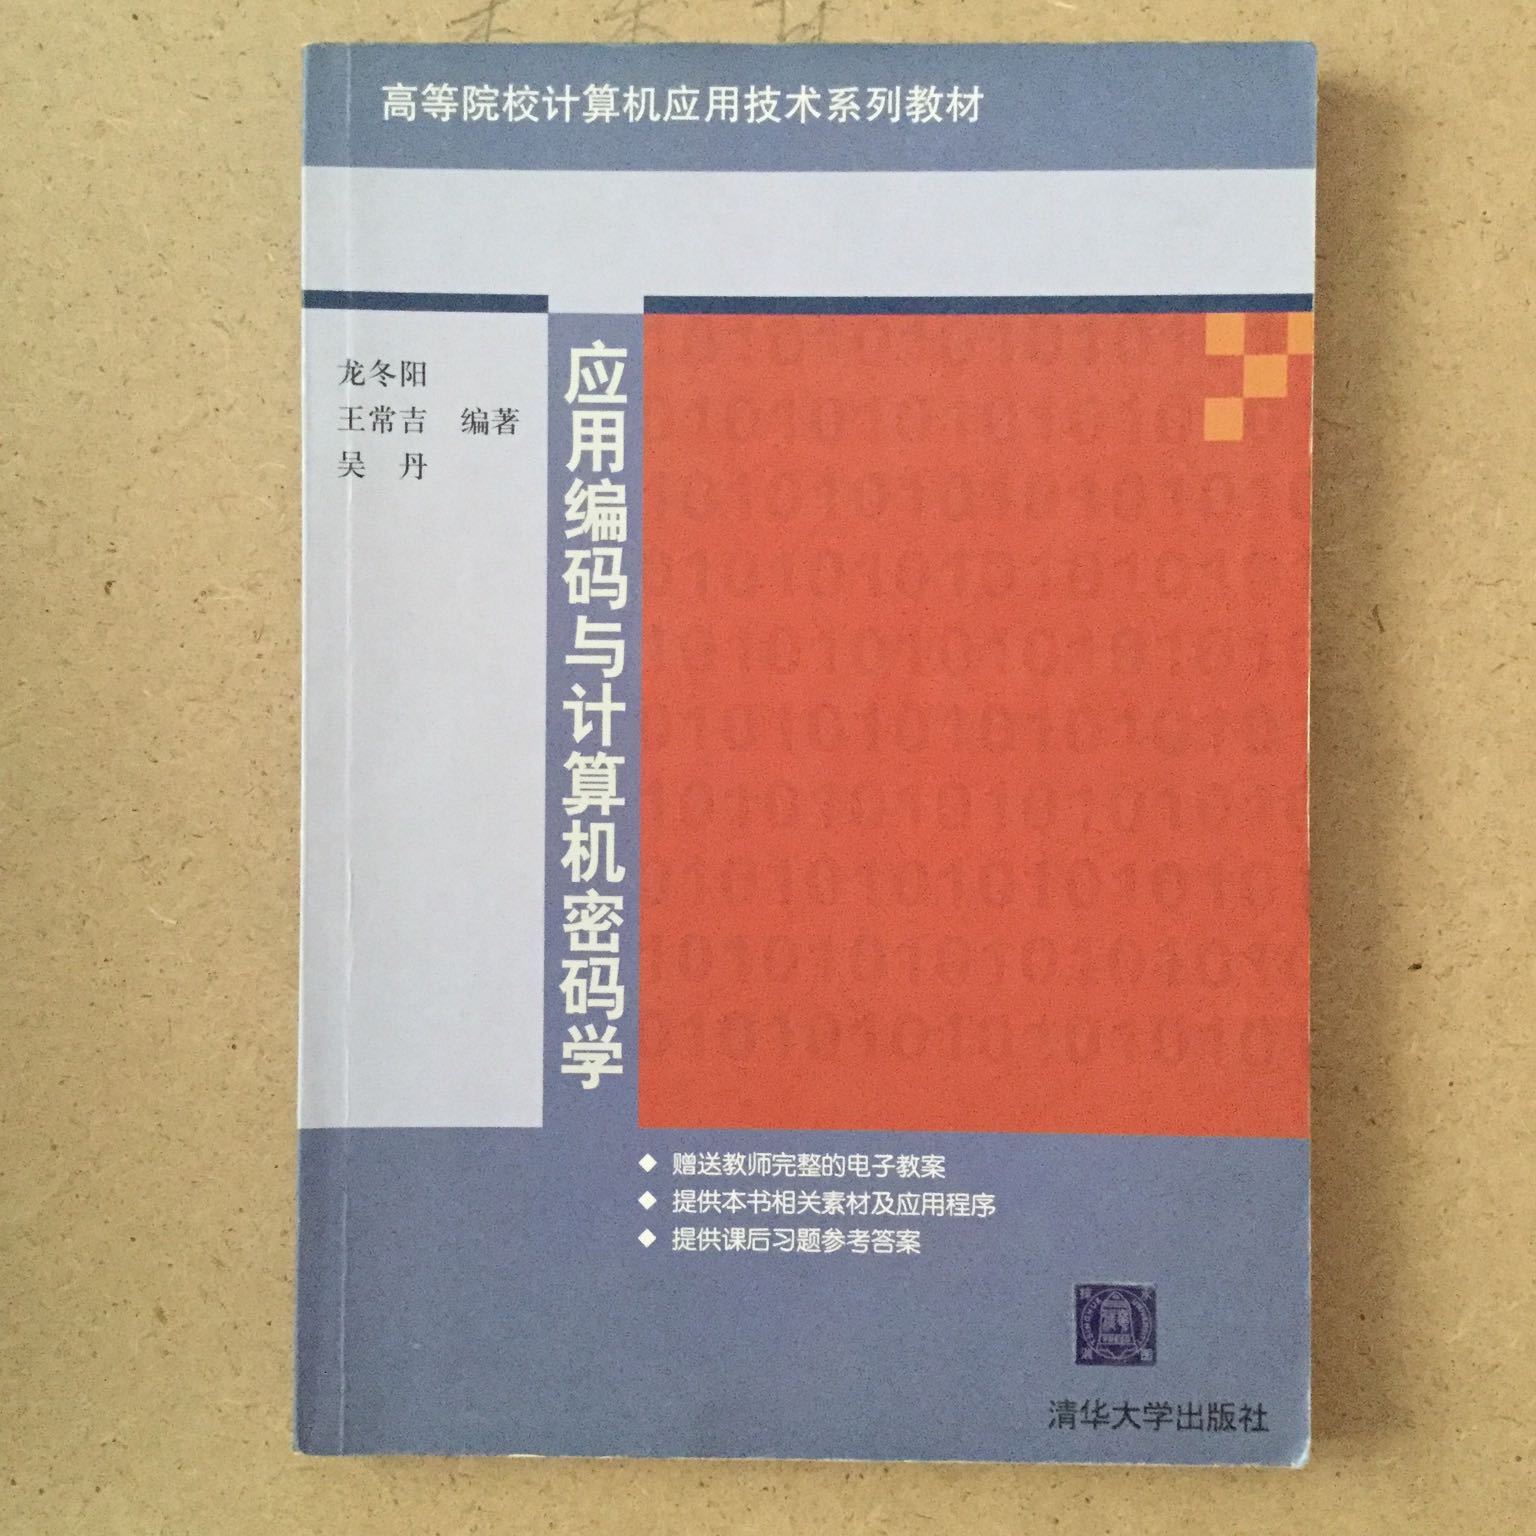 高等院校计算机应用技术系列教材
龙冬阳
王常吉 编著
吴 丹
应用编码与计算机密码学
◆ 赠送教师完整的电子教案
◆ 提供本书相关素材及应用程序
◆ 提供课后习题参考答案
清华大学出版社